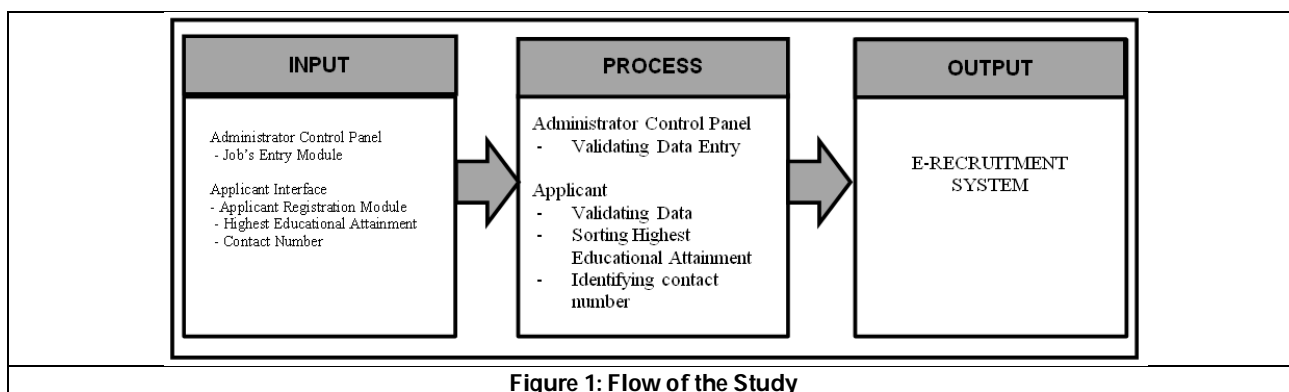 INPUT
Administrator Control Panel
- Job's Entry Module
Applicant Interface
- Applicant Registration Module
- Highest Educational Attainment
- Contact Number
PROCESS
Administrator Control Panel
- Validating Data Entry
Applicant
- Validating Data
- Sorting Highest
Educational Attainment
- Identifying contact
number
OUTPUT
E-RECRUITMENT
SYSTEM
Figure 1: Flow of the Study